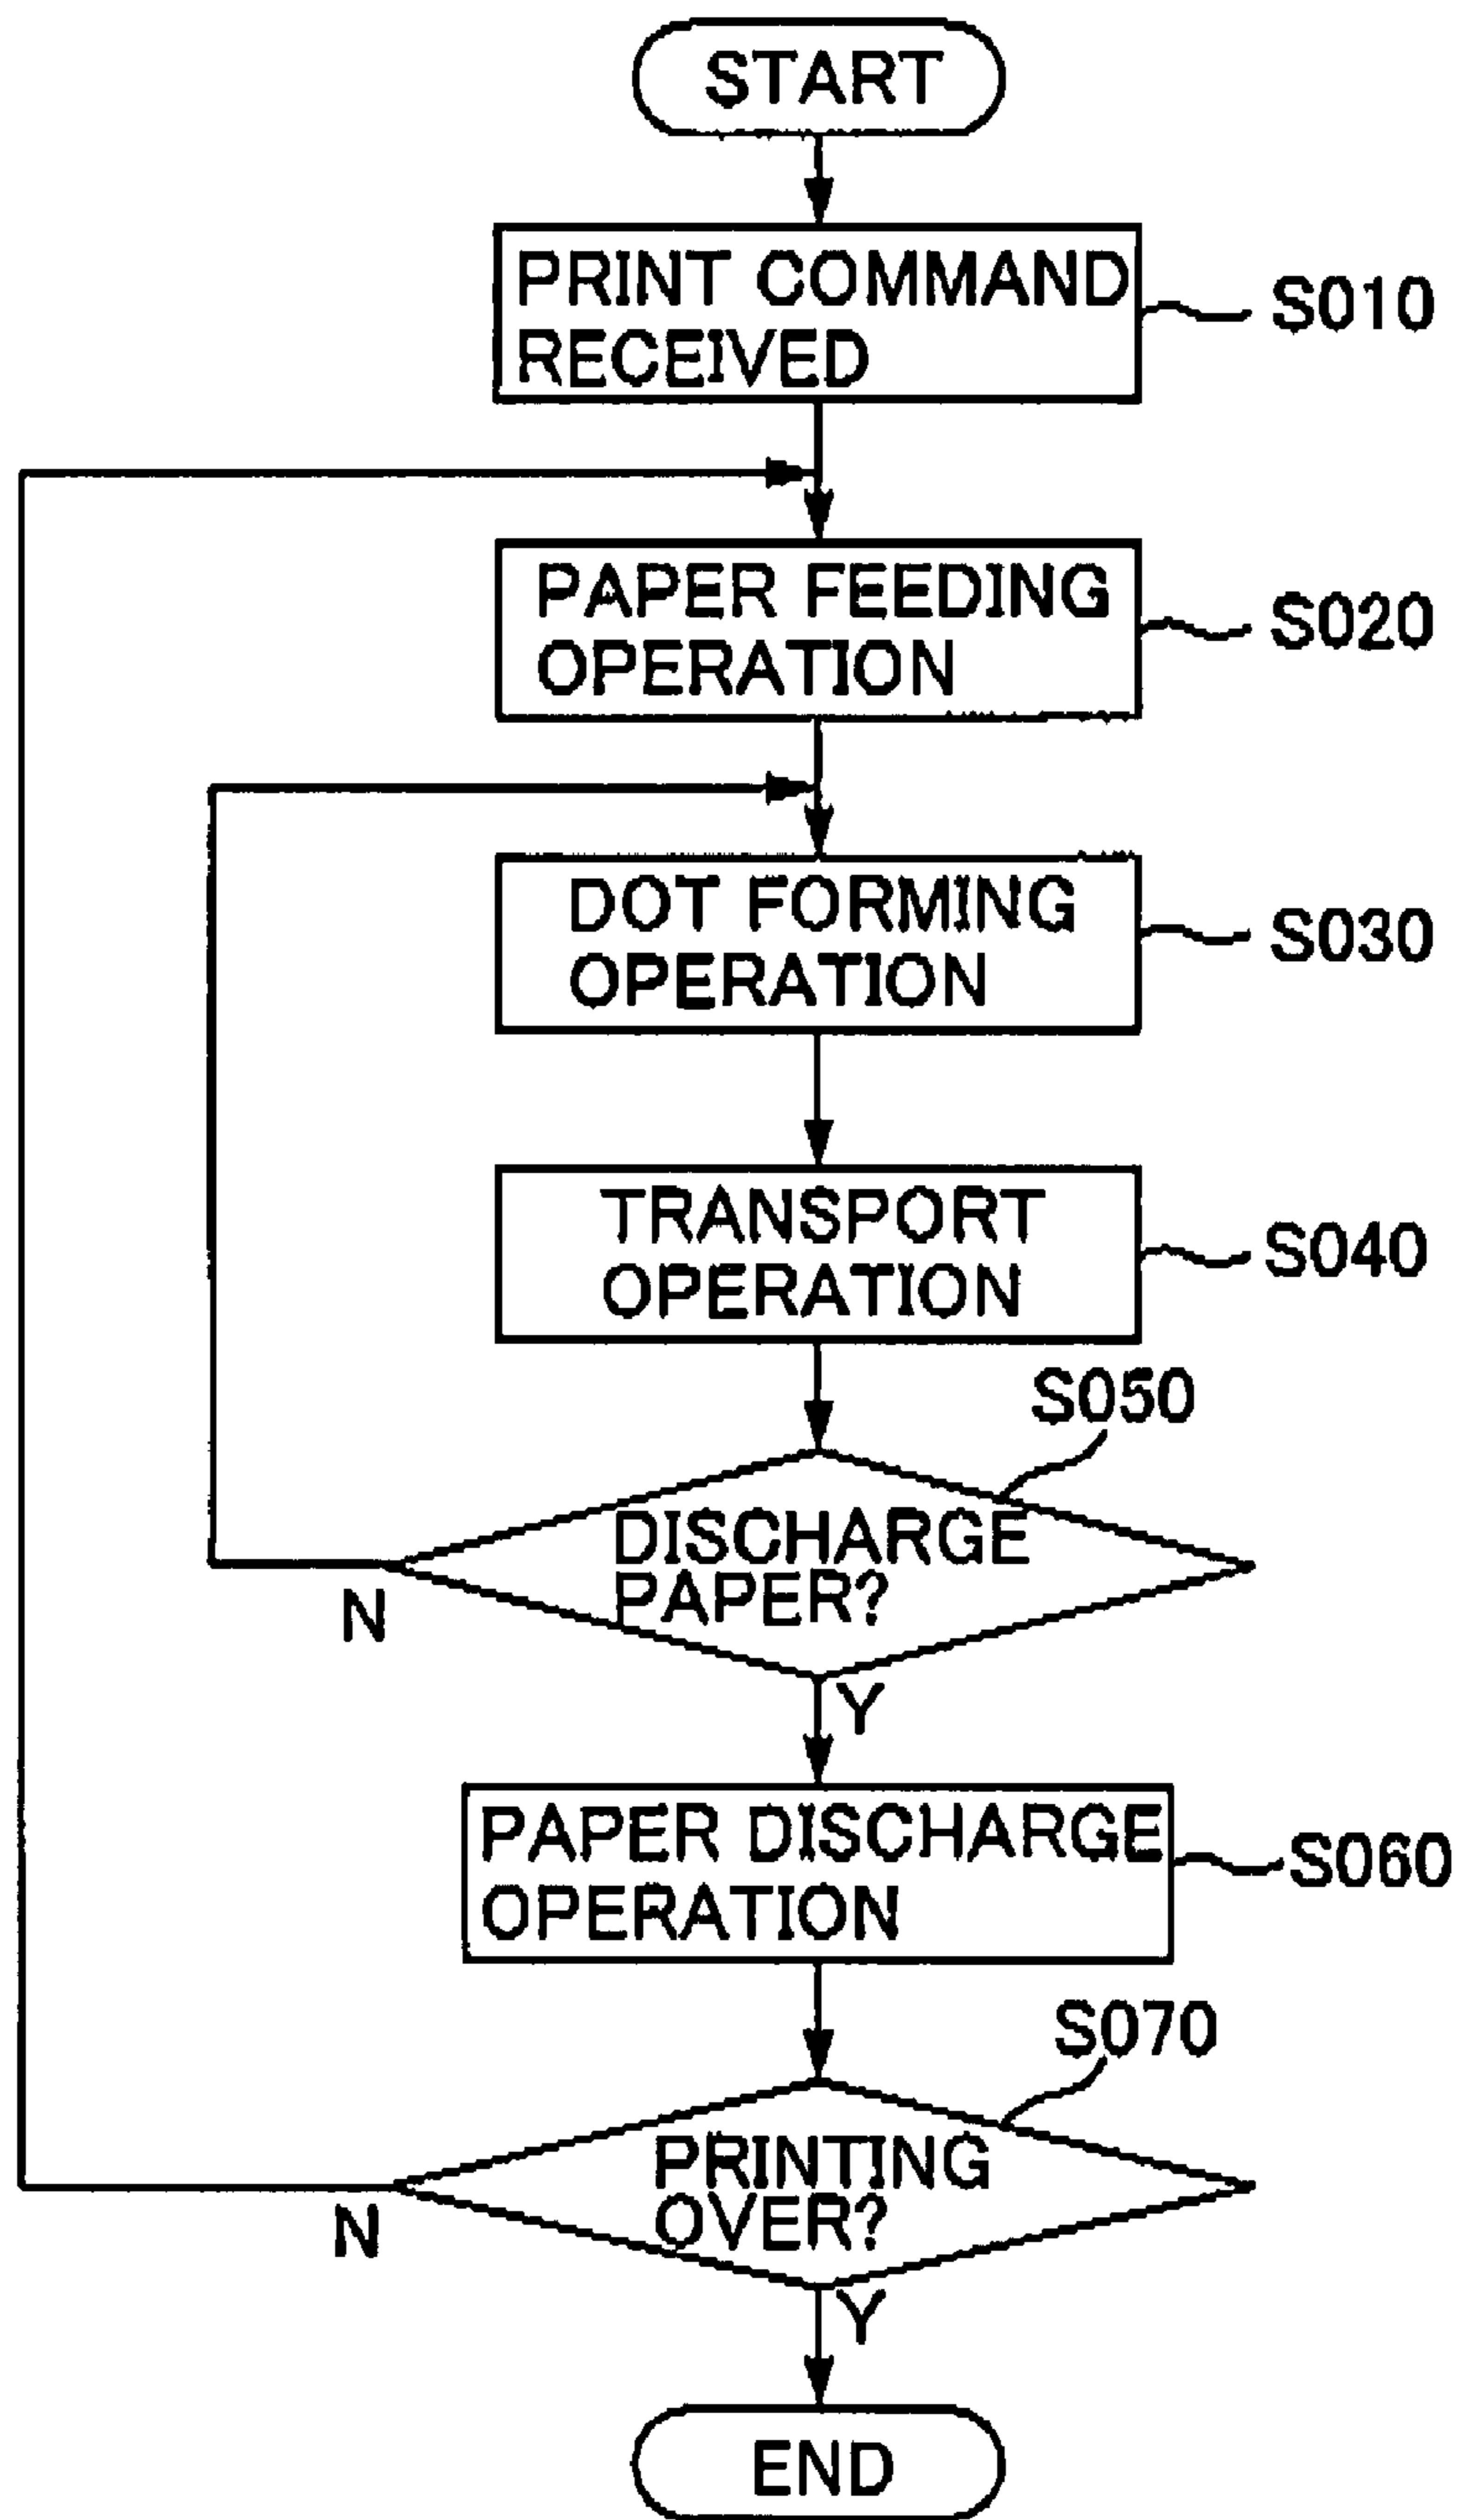 START
PRINT COMMAND
RECEIVED
S010
PAPER FEEDING
OPERATION
S020
DOT FORMING
OPERATION
S030
TRANSPORT
OPERATION
S040
S050
DISCHARGE
PAPER?
N
Y
PAPER DISCHARGE
OPERATION
S060
S070
PRINTING
OVER?
N
Y
END